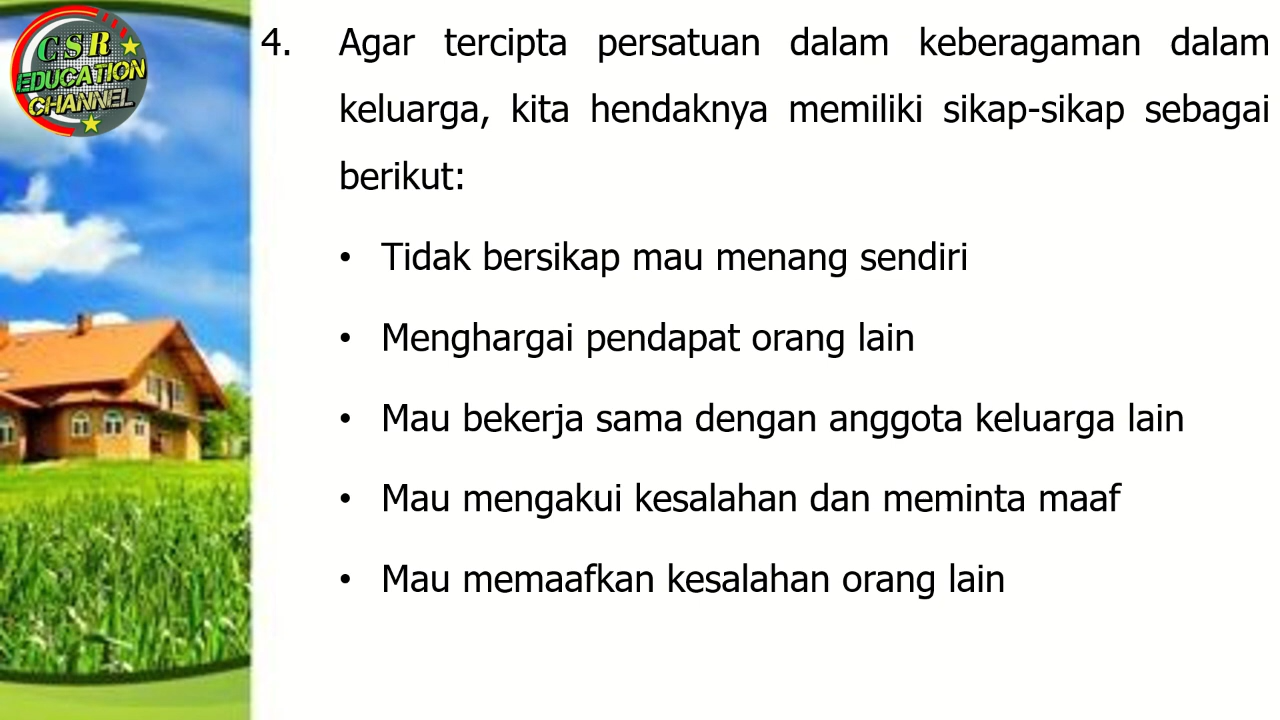 CSR
EDUCATION
CHANNEL
4. Agar tercipta persatuan dalam keberagaman dalam
keluarga, kita hendaknya memiliki sikap-sikap sebagai
berikut:
• Tidak bersikap mau menang sendiri
• Menghargai pendapat orang lain
• Mau bekerja sama dengan anggota keluarga lain
• Mau mengakui kesalahan dan meminta maaf
• Mau memaafkan kesalahan orang lain